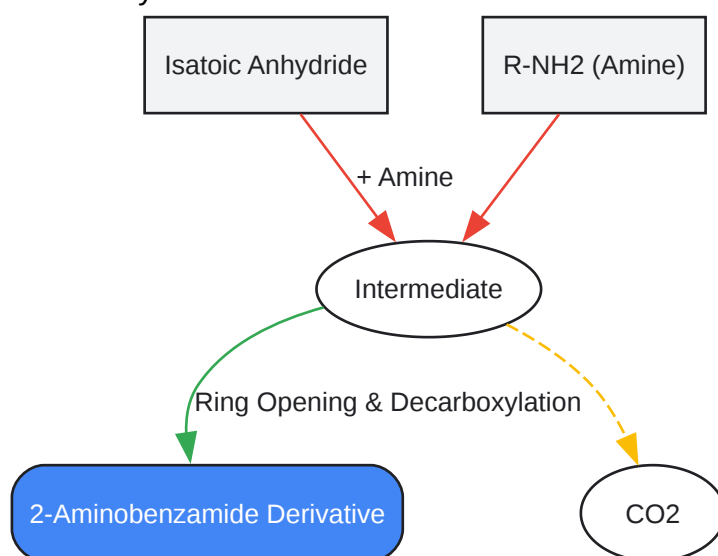 Isatoic Anhydride
R-NH2 (Amine)
+ Amine
Intermediate
Ring Opening & Decarboxylation
2-Aminobenzamide Derivative
CO2